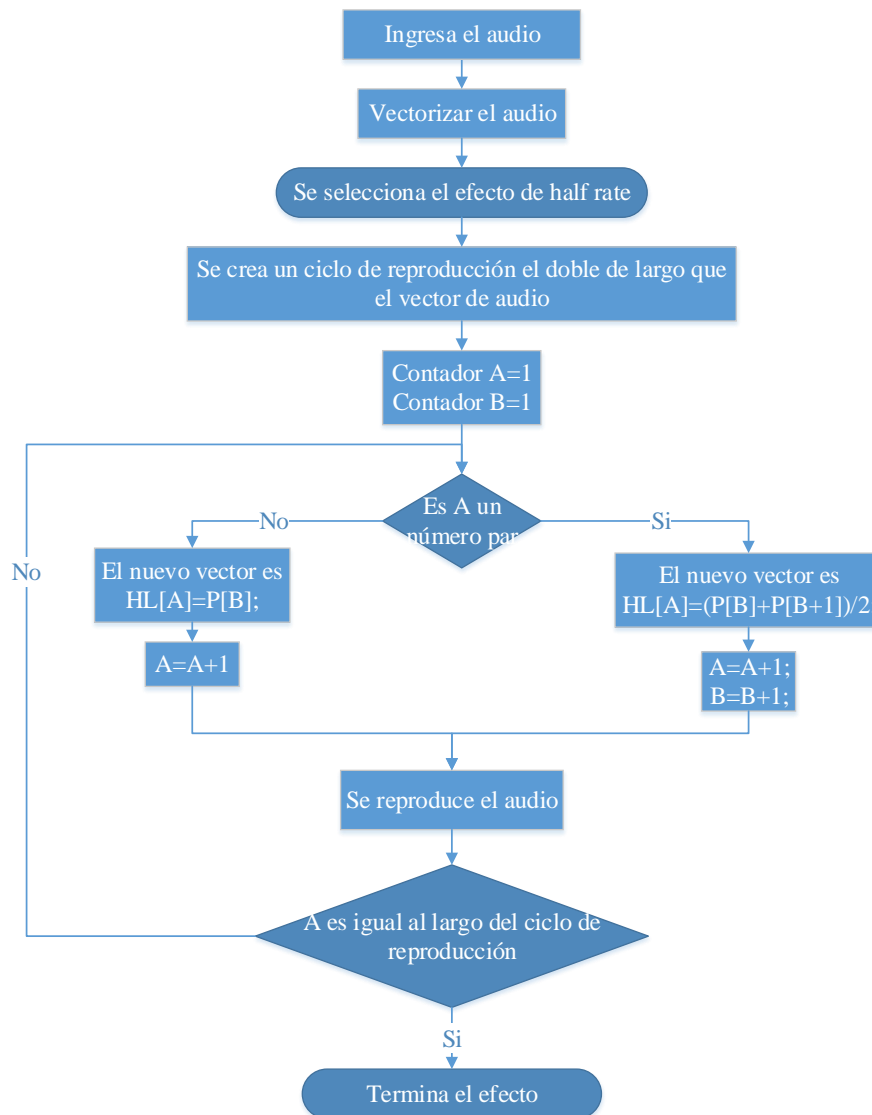 Ingresa el audio
Vectorizar el audio
Se selecciona el efecto de half rate
Se crea un ciclo de reproducción el doble de largo que
el vector de audio
Contador A=1
Contador B=1
Es A un
número par
No
Si
No
El nuevo vector es
HL[A]=P[B];
El nuevo vector es
HL[A]=(P[B]+P[B+1])/2
A=A+1
A=A+1;
B=B+1;
Se reproduce el audio
A es igual al largo del ciclo de
reproducción
Si
Termina el efecto